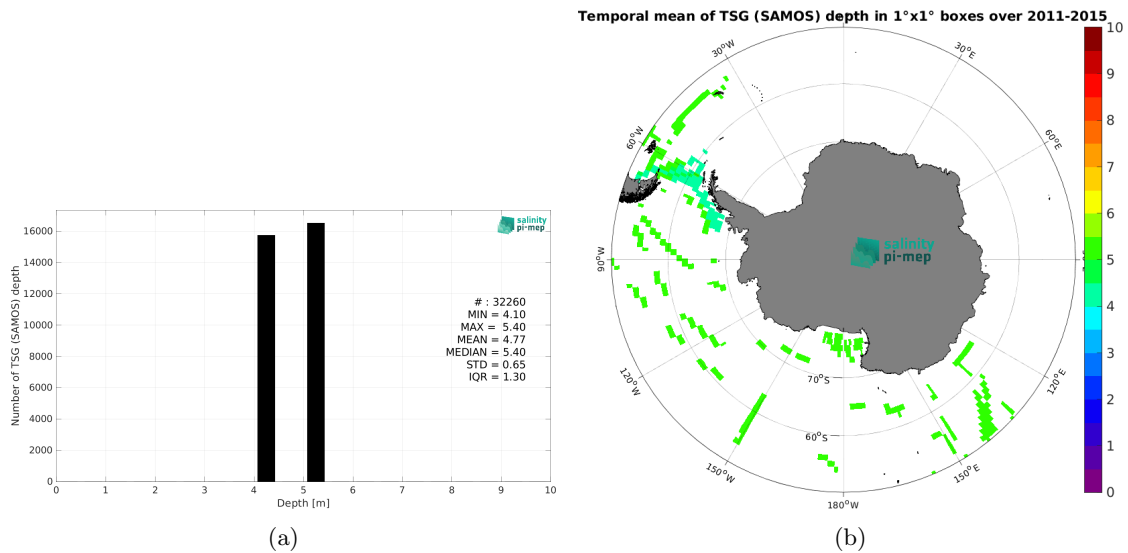 Temporal mean of TSG (SAMOS) depth in 1°x1° boxes over 2011-2015
salinity
pi-mep
Number of TSG (SAMOS) depth
16000
14000
12000
10000
8000
6000
4000
2000
0
# : 32260
MIN = 4.10
MAX = 5.40
MEAN = 4.77
MEDIAN = 5.40
STD = 0.65
IQR = 1.30
0 1 2 3 4 5 6 7 8 9 10
Depth [m]
(a)
30°W
30°E
60°W
60°E
90°W
salinity
pi-mep
120°W
120°E
70°S
60°S
150°W
150°E
180°W
10
9
8
7
6
5
4
3
2
1
0
(b)